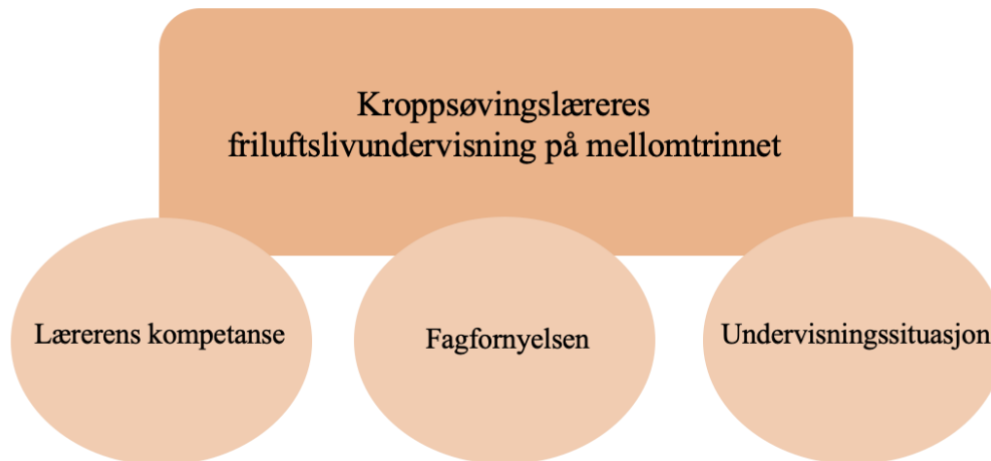 Kroppsøvingslæreres
friluftslivundervisning på mellomtrinnet
Lærerens kompetanse
Fagfornyelsen
Undervisningssituasjon